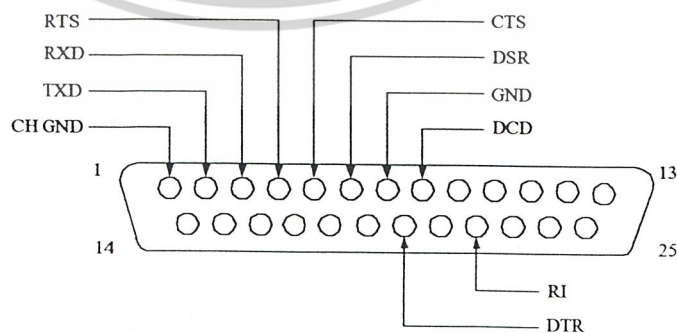 RTS
CTS
RXD
DSR
TXD
GND
CH GND
DCD
1
13
14
25
RI
DTR